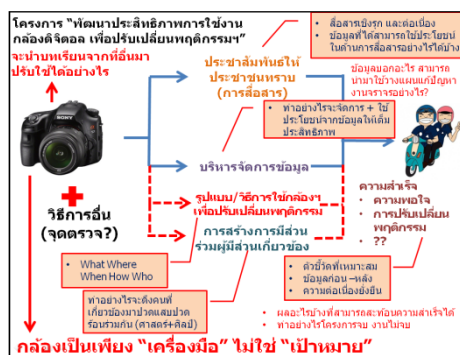 โครงการ “พัฒนาประสิทธิภาพการใช้งาน
กล้องดิจิตอล เพื่อปรับเปลี่ยนพฤติกรรมฯ”
จะนำบทเรียนจากที่อื่นมา
ปรับใช้ได้อย่างไร
SONY
วิธีการอื่น
(จุดตรวจ?)
ประชาสัมพันธ์ให้
ประชาชนทราบ
(การสื่อสาร)
• สื่อสารเชิงรุก และต่อเนื่อง
• ข้อมูลที่ได้สามารถใช้ประโยชน์
ในด้านการสื่อสารอย่างไรได้บ้าง
ข้อมูลบอกอะไร สามารถ
นำมาใช้วางแผนแก้ปัญหา
งานจราจรอย่างไร?
• ทำอย่างไรจะจัดการ + ใช้
ประโยชน์จากข้อมูลให้เต็ม
ประสิทธิภาพ
บริหารจัดการข้อมูล
รูปแบบ/วิธีการใช้กล้องฯ
เพื่อปรับเปลี่ยนพฤติกรรม
การสร้างการมีส่วน
ร่วมผู้มีส่วนเกี่ยวข้อง
ความสำเร็จ
• ความพอใจ
• การปรับเปลี่ยน
พฤติกรรม
• ??
• What Where
When How Who
ทำอย่างไรจะดึงคนที่
เกี่ยวข้องมาปวดแสบปวด
ร้อนร่วมกัน (ศาสตร์+ศิลป์)
• ตัวชี้วัดที่เหมาะสม
• ข้อมูลก่อน –หลัง
• ความต่อเนื่องยั่งยืน
• ผลอะไรบ้างที่สามารถสะท้อนความสำเร็จได้
• ทำอย่างไรโครงการจบ งานไม่จบ
กล้องเป็นเพียง “เครื่องมือ” ไม่ใช่ “เป้าหมาย”